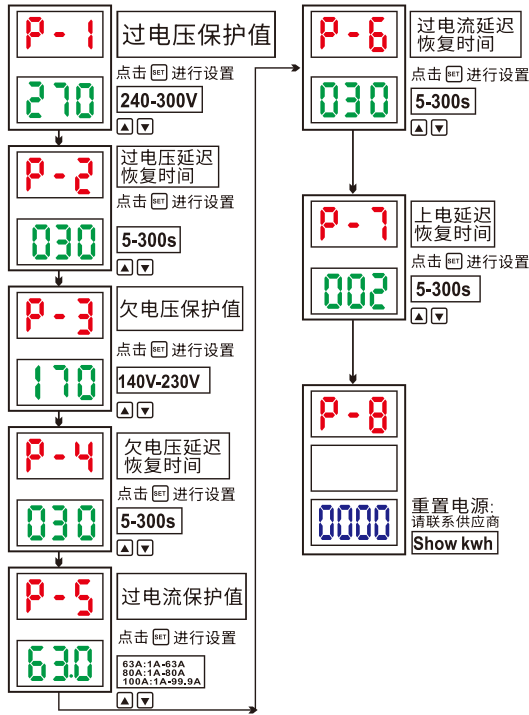 P-1
过电压保护值
点击 SET 进行设置
270
240-300V
P-2
过电压延迟
恢复时间
点击 SET 进行设置
030
5-300s
P-3
欠电压保护值
点击 SET 进行设置
170
140V-230V
P-4
欠电压延迟
恢复时间
点击 SET 进行设置
030
5-300s
P-5
过电流保护值
点击 SET 进行设置
63.0
63A:1A-63A
80A:1A-80A
100A:1A-99.9A
P-6
过电流延迟
恢复时间
点击 SET 进行设置
030
5-300s
P-7
上电延迟
恢复时间
点击 SET 进行设置
002
5-300s
P-8
0000
重置电源:
请联系供应商
Show kwh